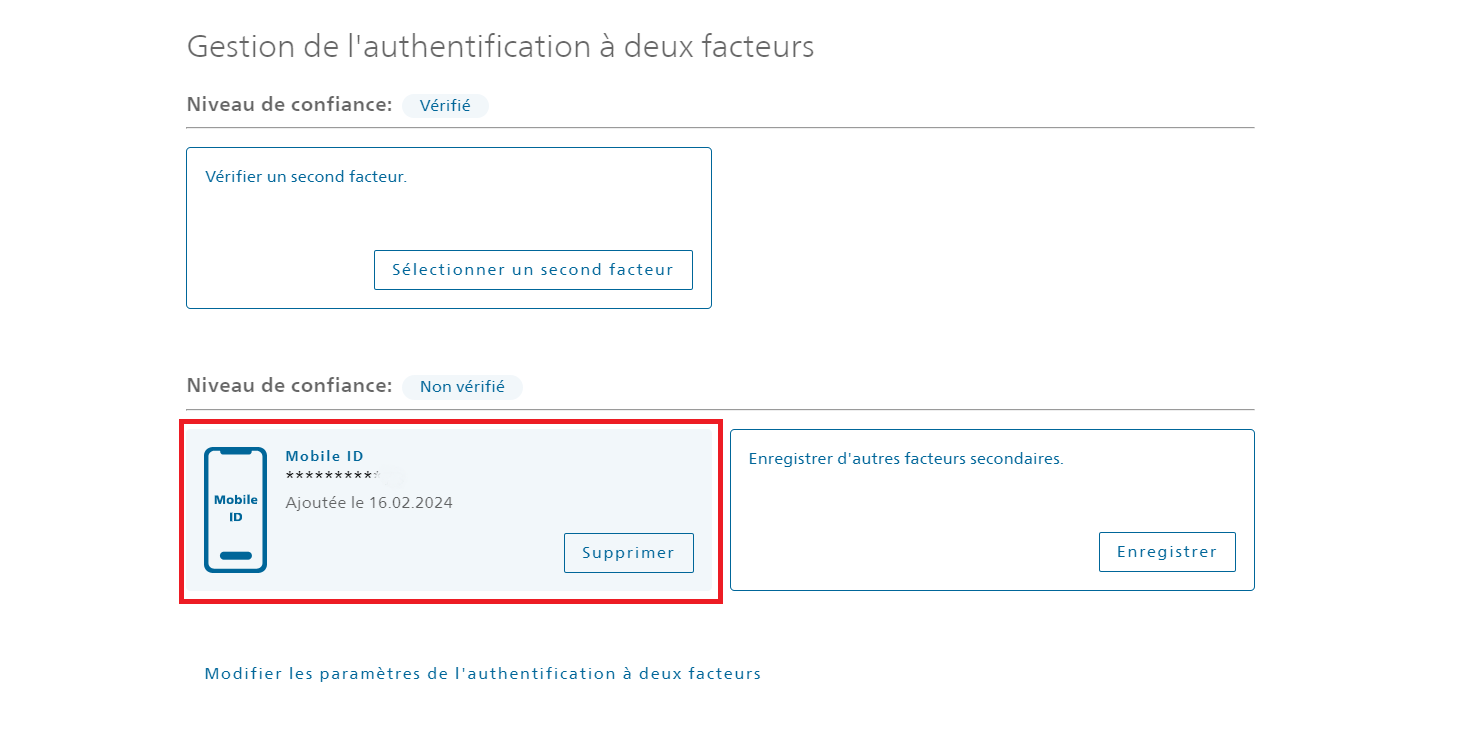 Gestion de l'authentification à deux facteurs
Niveau de confiance: Vérifié
Vérifier un second facteur.
Sélectionner un second facteur
Niveau de confiance: Non vérifié
Mobile ID
Mobile
ID
**********
Ajoutée le 16.02.2024
Supprimer
Enregistrer d'autres facteurs secondaires.
Enregistrer
Modifier les paramètres de l'authentification à deux facteurs